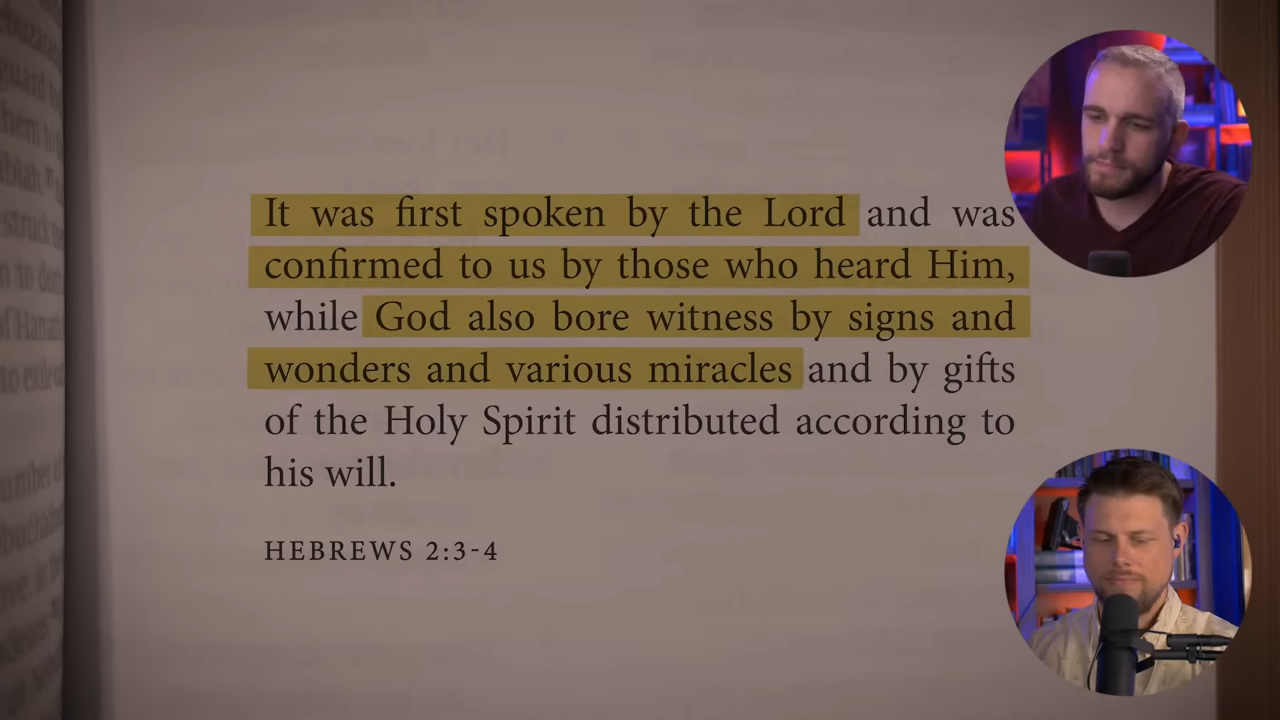 It was first spoken by the Lord and was
confirmed to us by those who heard Him,
while God also bore witness by signs and
wonders and various miracles and by gifts
of the Holy Spirit distributed according to
his will.
HEBREWS 2:3-4